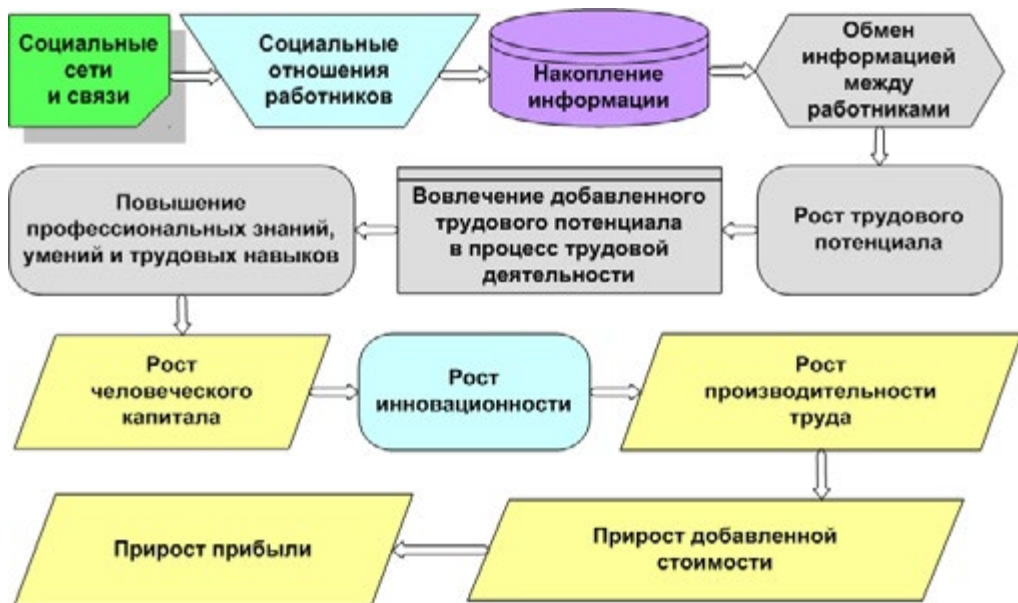 Социальные
сети
и связи
Социальные
отношения
работников
Накопление
информации
Обмен
информацией
между
работниками
Рост трудового
потенциала
Вовлечение добавленного
трудового потенциала
в процесс трудовой
деятельности
Повышение
профессиональных знаний,
умений и трудовых навыков
Рост
человеческого
капитала
Рост
инновационности
Рост
производительности
труда
Прирост добавленной
стоимости
Прирост прибыли